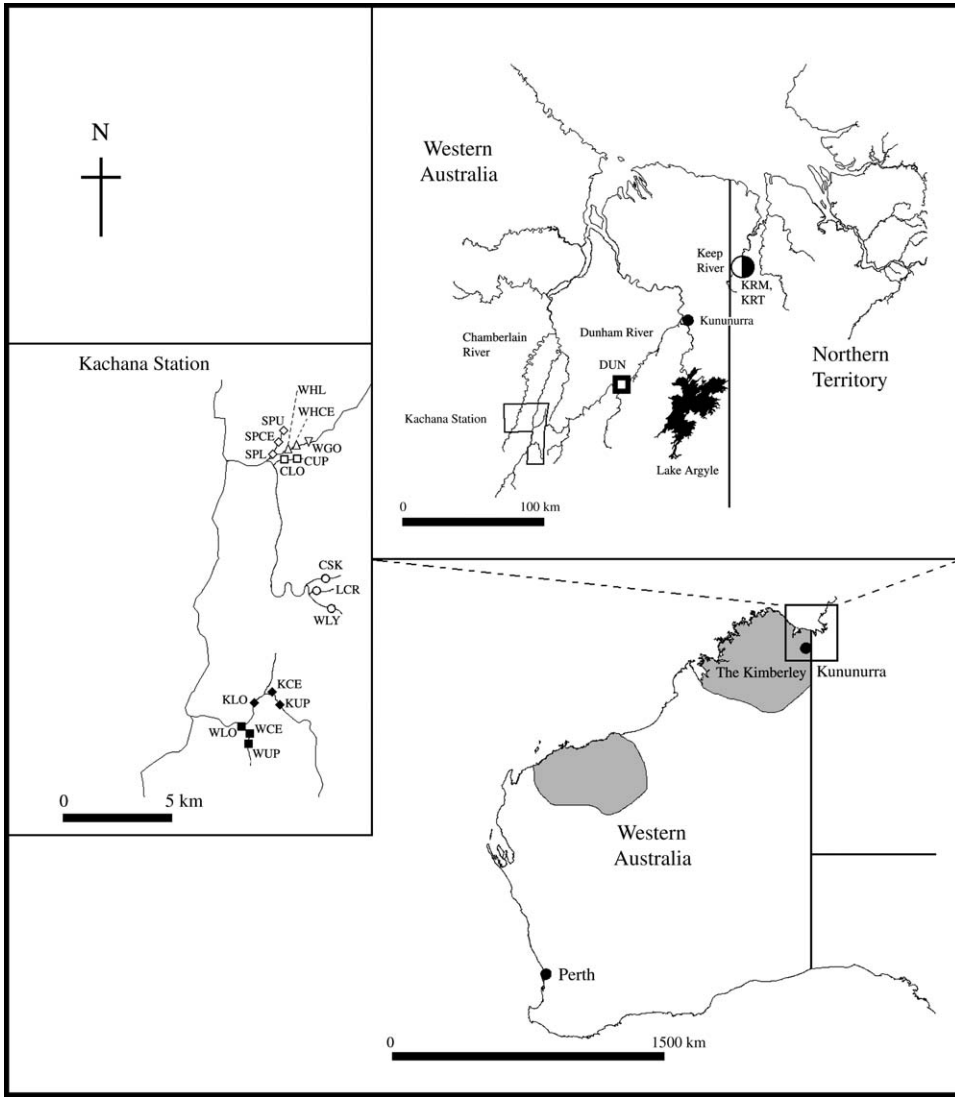 N
Kachana Station
WHL
WHCE
SPU
SPCE
WGO
SPL
CUP
CLO
CSK
LCR
WLY
KCE
KLO
KUP
WLO
WCE
WUP
0
5 km
Western
Australia
Keep
River
KRM,
KRT
Kununurra
Chamberlain
River
Dunham River
DUN
Northern
Territory
Kachana Station
Lake Argyle
0
100 km
The Kimberley
Kununurra
Western
Australia
Perth
0
1500 km